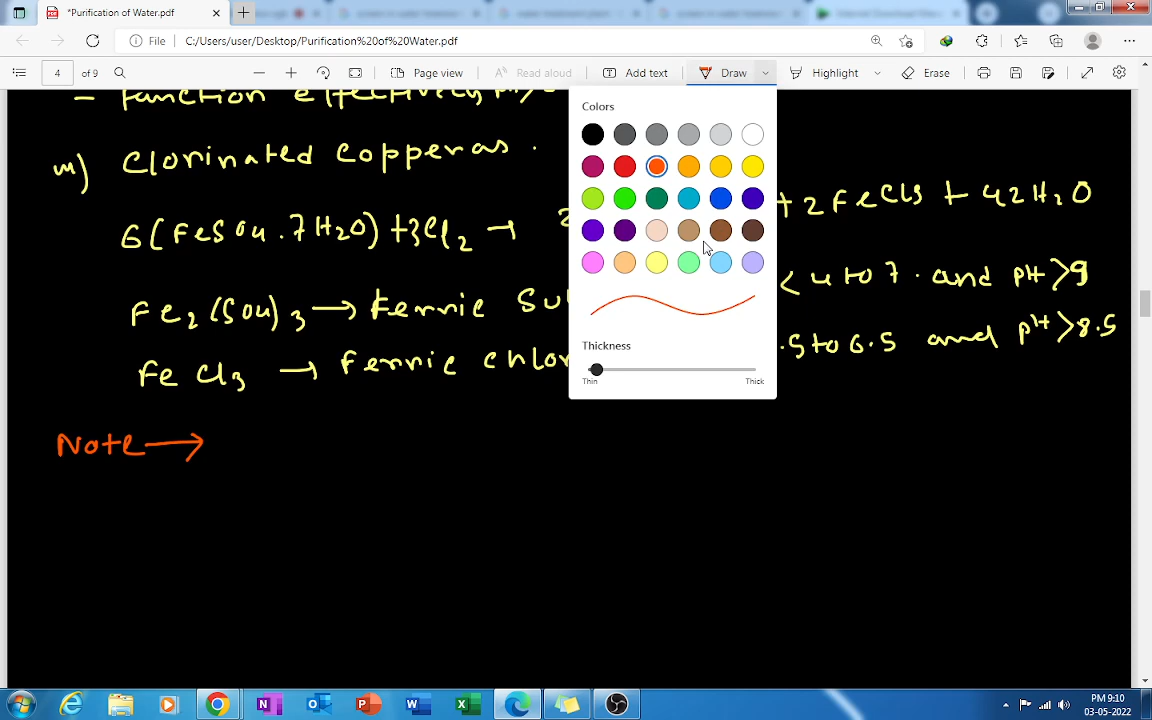 *Purification of Water.pdf
File C:/Users/user/Desktop/Purification%20of%20Water.pdf
4 of 9 Page view Read aloud Add text Draw Highlight Erase
Colors
Thickness
Thin Thick
- function effectively
m) Clorinated Copperas.
6(FeSO4.7H2O)+3Cl2→ +2FeCl3+42H2O
Fe2(SO4)3→ferric <4 to 7. and pH>9
FeCl3 → Ferric .5 to 6.5 and pH>8.5
Note→
PM 9:10
03-05-2022